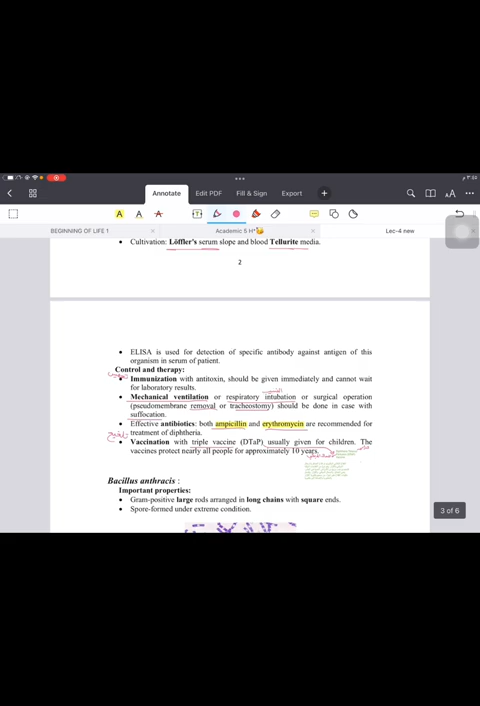 ٣:٥٤ م
Annotate
Edit PDF
Fill & Sign
Export
BEGINNING OF LIFE 1
Academic 5 H*
Lec-4 new
• Cultivation: Löffler's serum slope and blood Tellurite media.
2
• ELISA is used for detection of specific antibody against antigen of this
organism in serum of patient.
Control and therapy:
• Immunization with antitoxin, should be given immediately and cannot wait
for laboratory results.
• Mechanical ventilation or respiratory intubation or surgical operation
(pseudomembrane removal or tracheostomy) should be done in case with
suffocation.
• Effective antibiotics: both ampicillin and erythromycin are recommended for
treatment of diphtheria.
• Vaccination with triple vaccine (DTaP) usually given for children. The
vaccines protect nearly all people for approximately 10 years.
Bacillus anthracis :
Important properties:
• Gram-positive large rods arranged in long chains with square ends.
• Spore-formed under extreme condition.
3 of 6